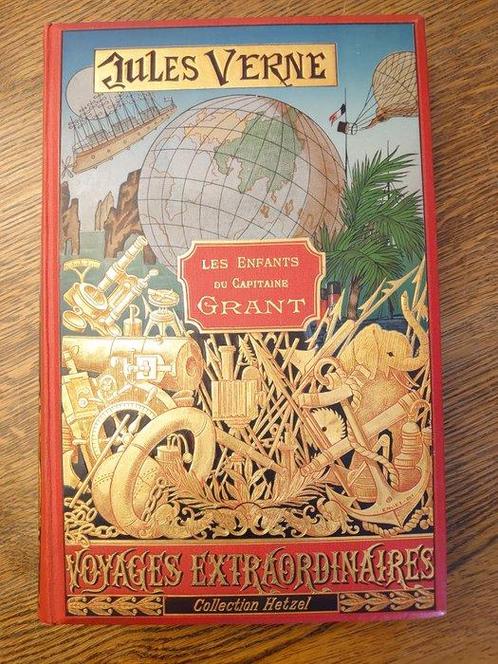 JULES VERNE
LES ENFANTS
DU CAPITAINE
GRANT
VOYAGES EXTRAORDINAIRES
Collection Hetzel